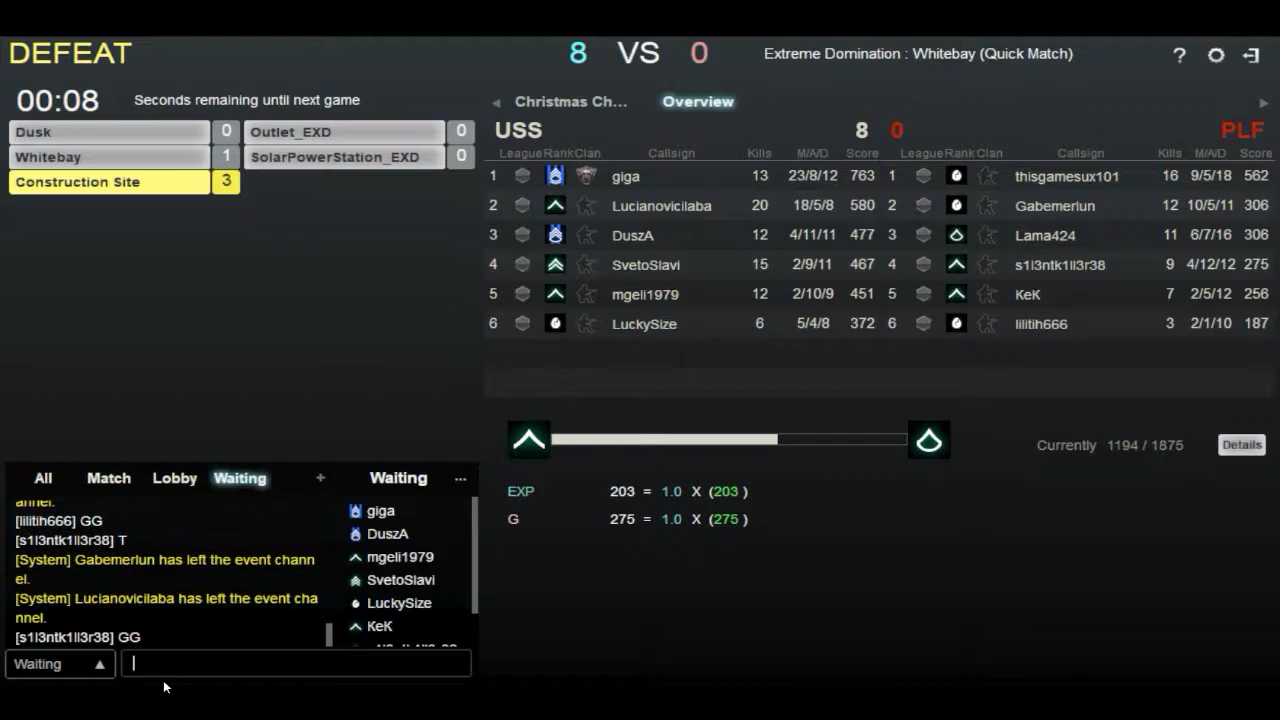 DEFEAT
8 VS 0
Extreme Domination : Whitebay (Quick Match)
?
00:08 Seconds remaining until next game
Dusk 0 Outlet_EXD 0
Whitebay 1 SolarPowerStation_EXD 0
Construction Site 3
Christmas Ch... Overview
USS 8 0 PLF
League Rank Clan Callsign Kills M/A/D Score League Rank Clan Callsign Kills M/A/D Score
1 giga 13 23/8/12 763 1 thisgamesux101 16 9/5/18 562
2 Lucianovicilaba 20 18/5/8 580 2 Gabemerlun 12 10/5/11 306
3 DuszA 12 4/11/11 477 3 Lama424 11 6/7/16 306
4 SvetoSlavi 15 2/9/11 467 4 s1l3ntk1ll3r38 9 4/12/12 275
5 mgeli1979 12 2/10/9 451 5 KeK 7 2/5/12 256
6 LuckySize 6 5/4/8 372 6 lilitih666 3 2/1/10 187
Currently 1194 / 1875 Details
EXP 203 = 1.0 X (203 )
G 275 = 1.0 X (275 )
All Match Lobby Waiting +
annel.
[lilitih666] GG
[s1l3ntk1ll3r38] T
[System] Gabemerlun has left the event chann
el.
[System] Lucianovicilaba has left the event cha
nnel.
[s1l3ntk1ll3r38] GG
Waiting
Waiting ...
giga
DuszA
mgeli1979
SvetoSlavi
LuckySize
KeK